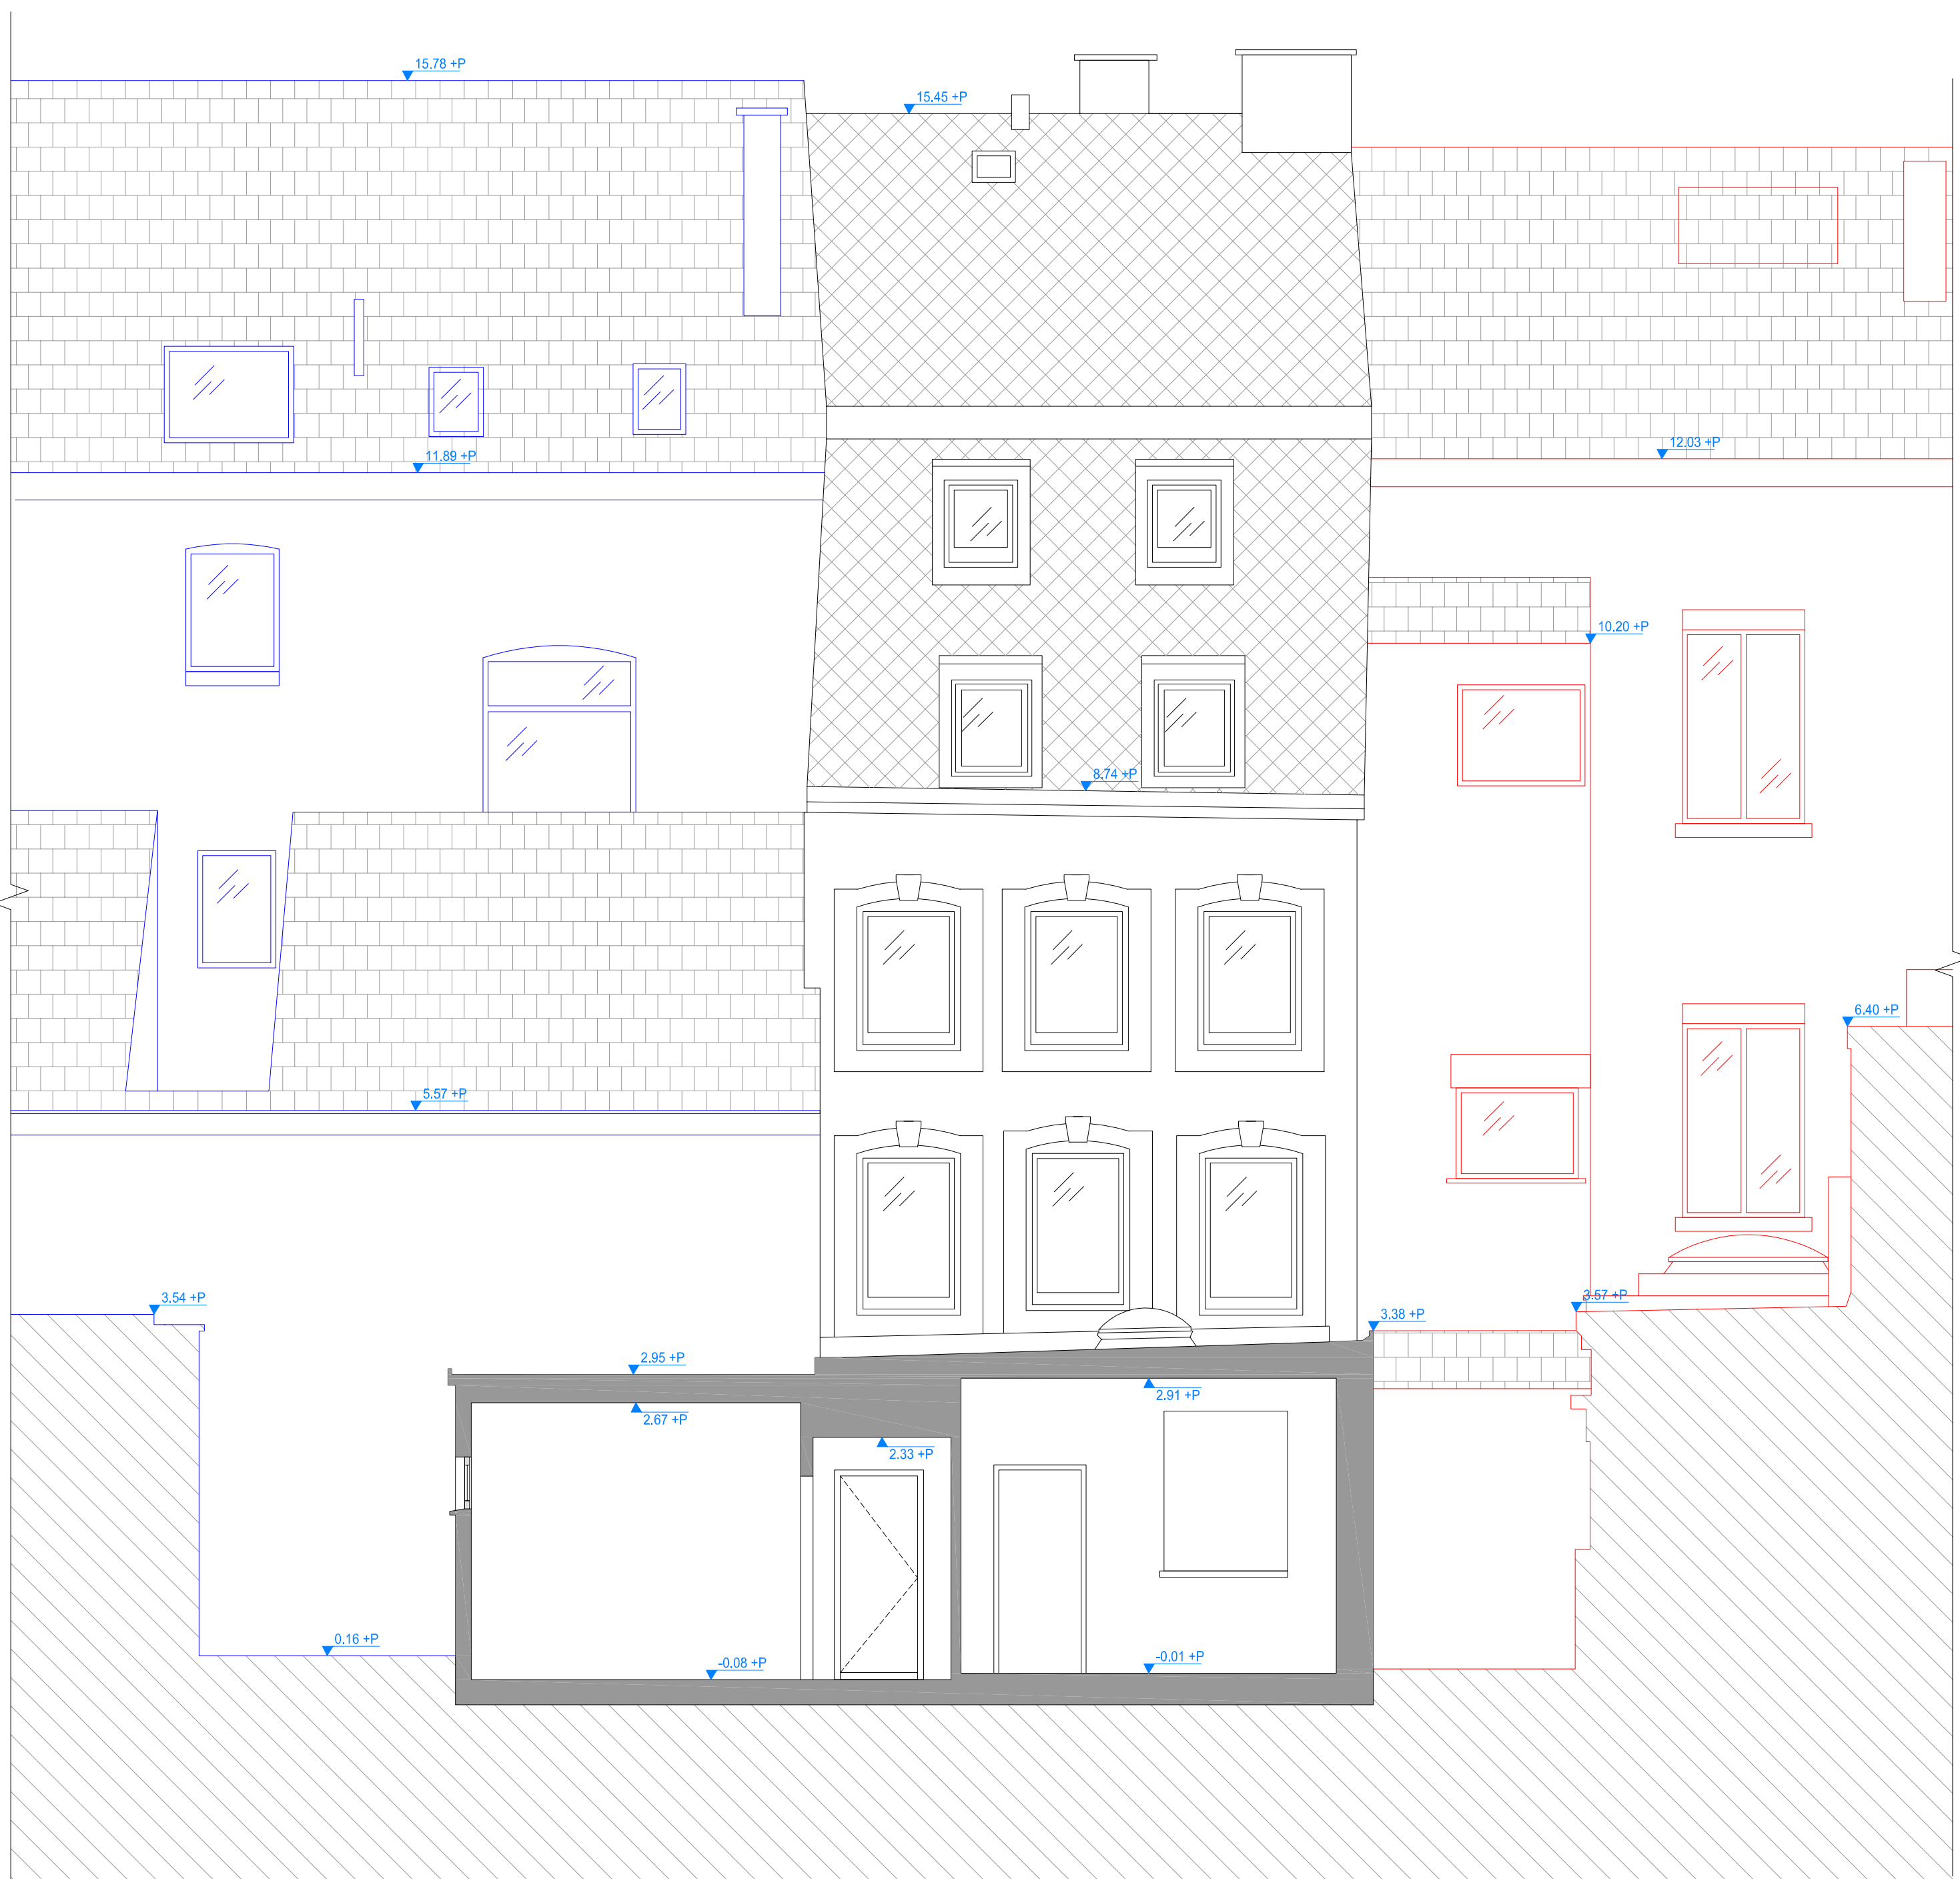 15.78 +P
15.45 +P
12.03 +P
11.89 +P
10.20 +P
8.74 +P
6.40 +P
5.57 +P
3.54 +P
3.57 +P
3.38 +P
2.95 +P
2.91 +P
2.67 +P
2.33 +P
0.16 +P
-0.08 +P
-0.01 +P